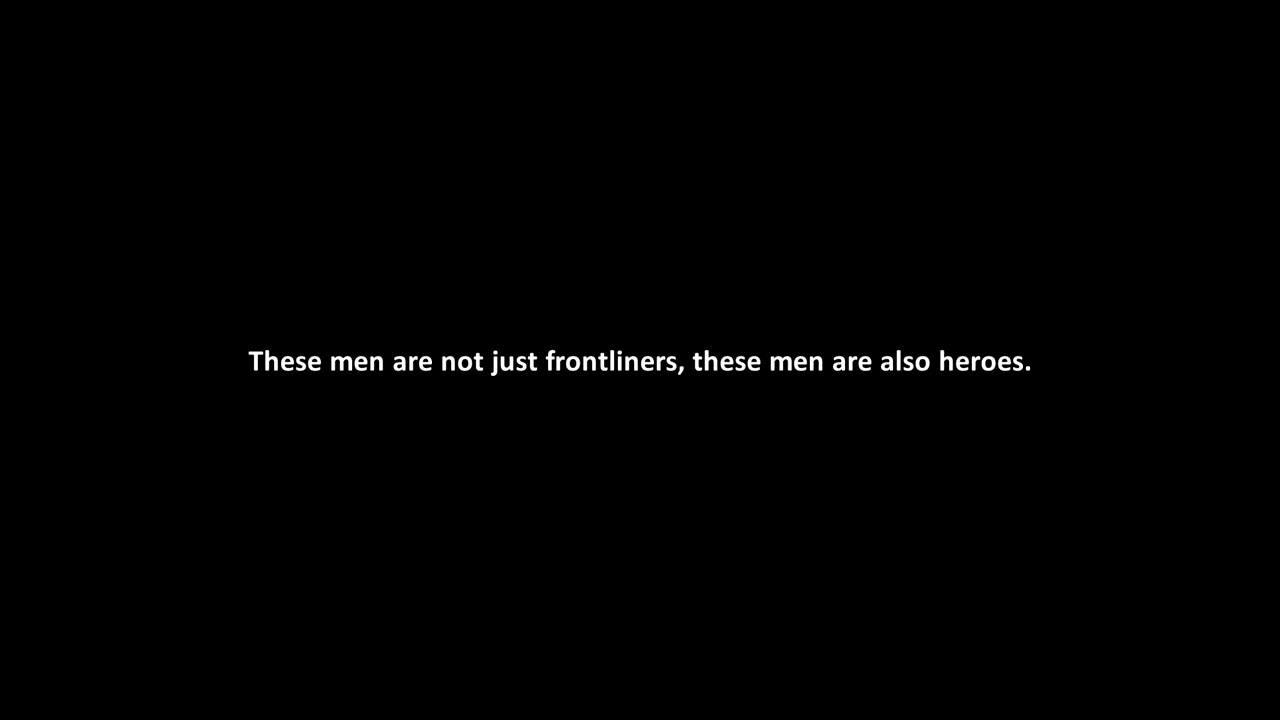 These men are not just frontliners, these men are also heroes.